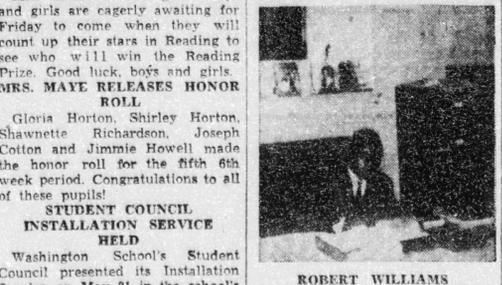 and girls are eagerly awaiting for
Friday to come when they will
count up their stars in Reading to
see who will win the Reading
Prize. Good luck, boys and girls.
MRS. MAYE RELEASES HONOR
ROLL
Gloria Horton, Shirley Horton,
Shawnette Richardson, Joseph
Cotton and Jimmie Howell made
the honor roll for the fifth 6th
week period. Congratulations to all
of these pupils!
STUDENT COUNCIL
INSTALLATION SERVICE
HELD
Washington School's Student
Council presented its Installation
in the school's
ROBERT WILLIAMS